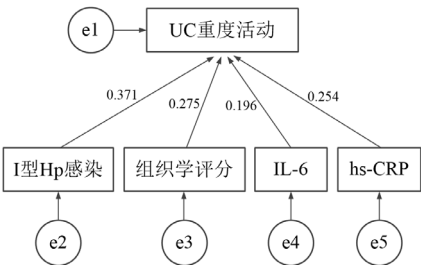 e1
UC重度活动
0.371
0.275
0.196
0.254
I型Hp感染
组织学评分
IL-6
hs-CRP
e2
e3
e4
e5